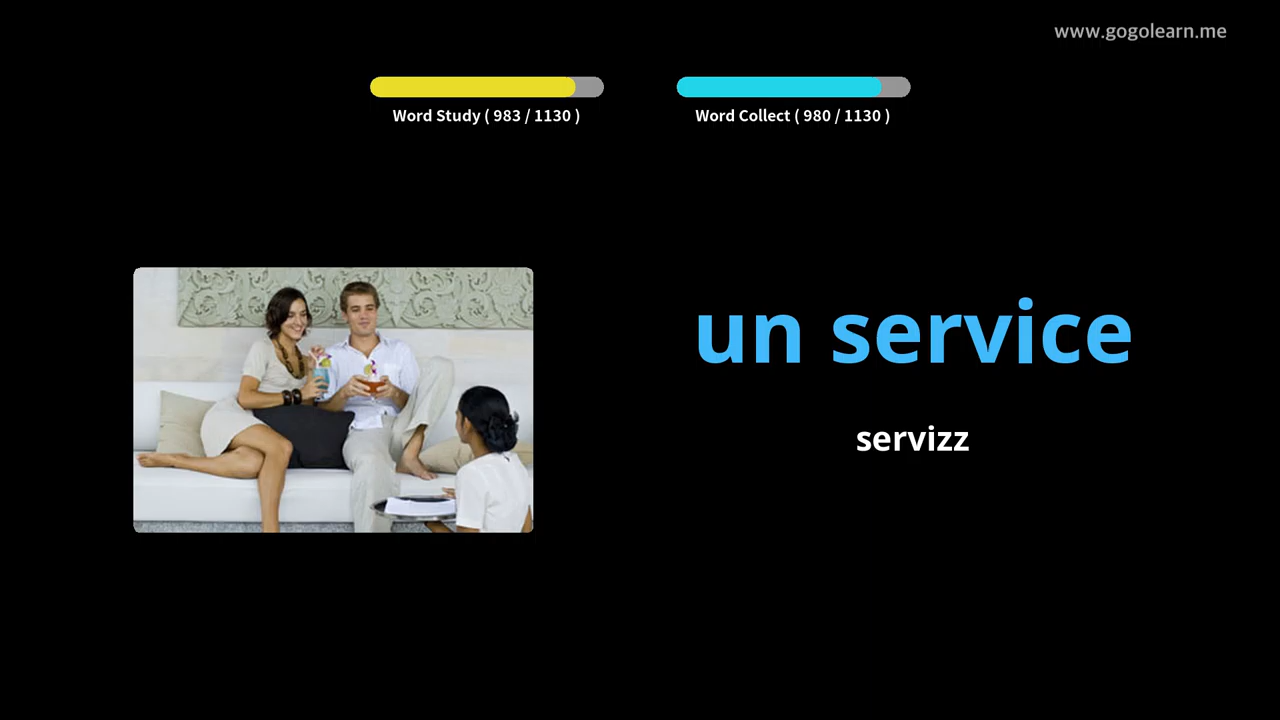 www.gogolearn.me
Word Study ( 983 / 1130 )
Word Collect ( 980 / 1130 )
un service
servizz